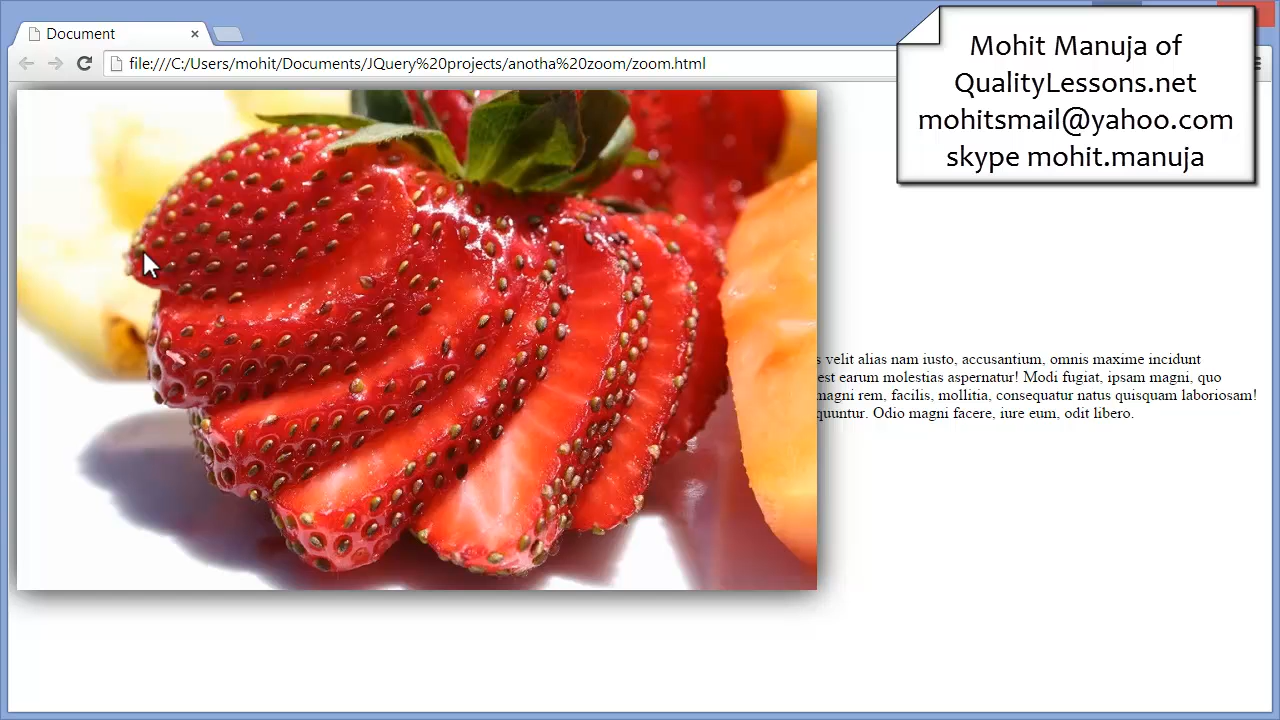 Document
file:///C:/Users/mohit/Documents/JQuery%20projects/anotha%20zoom/zoom.html
Mohit Manuja of
QualityLessons.net
mohitsmail@yahoo.com
skype mohit.manuja
velit alias nam iusto, accusantium, omnis maxime incidunt
est earum molestias aspernatur! Modi fugiat, ipsam magni, quo
magni rem, facilis, mollitia, consequatur natus quisquam laboriosam!
quuntur. Odio magni facere, iure eum, odit libero.